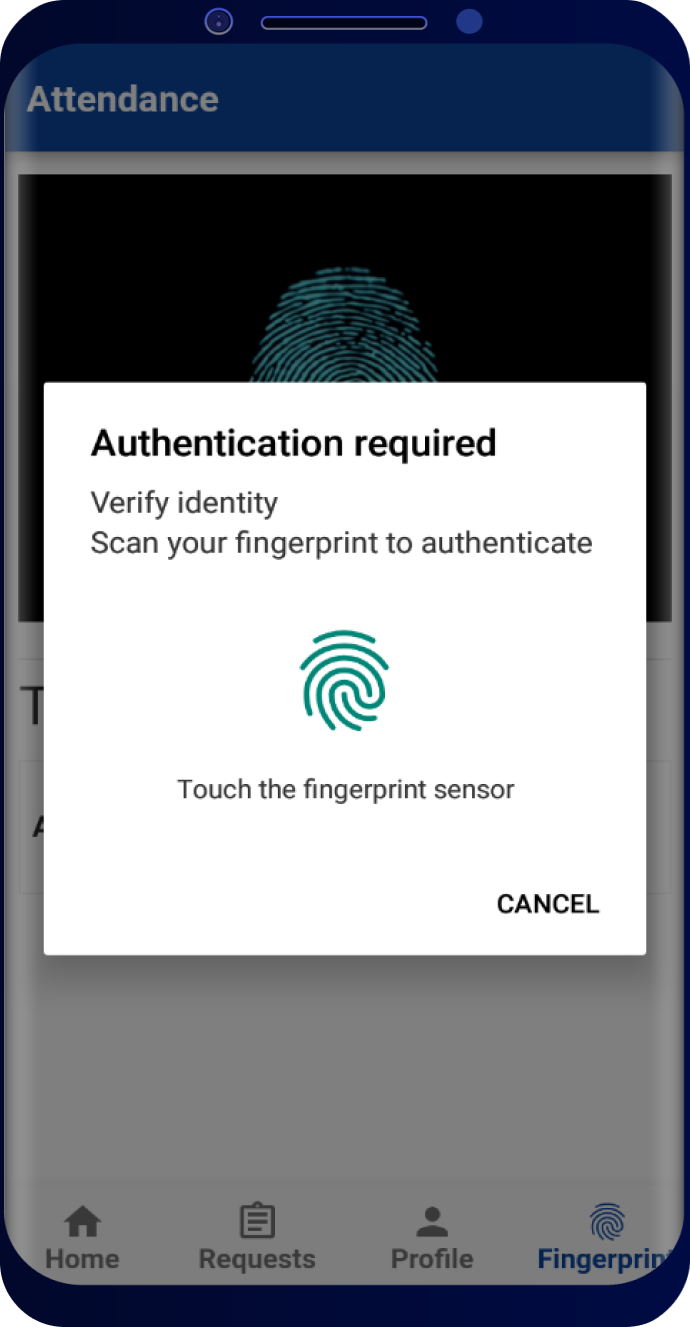 Attendance
Authentication required
Verify identity
Scan your fingerprint to authenticate
T
Touch the fingerprint sensor
A
CANCEL
Home
Requests
Profile
Fingerprin